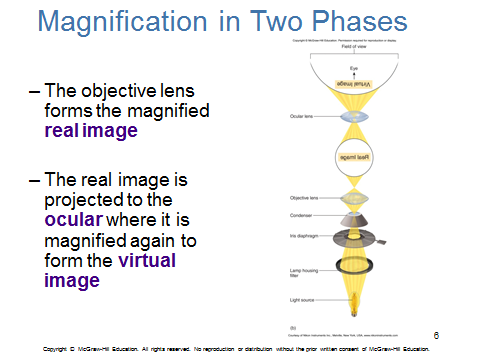 Magnification in Two Phases
– The objective lens
forms the magnified
real image
– The real image is
projected to the
ocular where it is
magnified again to
form the virtual
image
Copyright © McGraw-Hill Education. Permission required for reproduction or display.
Field of view
Eye
Virtual Image
Ocular lens
Real Image
Objective lens
Condenser
Iris diaphragm
Lamp housing
filter
Light source
(b)
Courtesy of Nikon Instruments Inc., Melville, New York, www.nikoninstruments.com
6
Copyright © McGraw-Hill Education. All rights reserved. No reproduction or distribution without the prior written consent of McGraw-Hill Education.